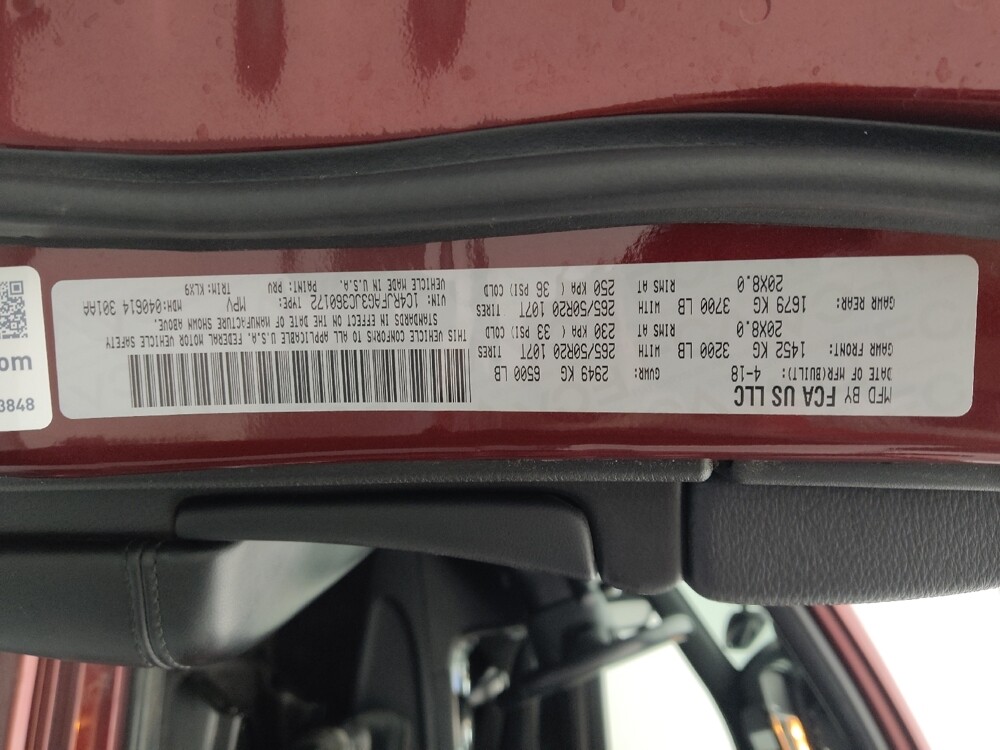 MFD BY FCA US LLC
DATE OF MFR(BUILT): 4-18 GVWR: 2949 KG 6500 LB
GAWR FRONT: 1452 KG 3200 LB WITH 265/50R20 107T TIRES
20X8.0 RIMS AT 230 KPA ( 33 PSI) COLD
GAWR REAR: 1679 KG 3700 LB WITH 265/50R20 107T TIRES
20X8.0 RIMS AT 250 KPA ( 36 PSI) COLD
THIS VEHICLE CONFORMS TO ALL APPLICABLE U.S.A. FEDERAL MOTOR VEHICLE SAFETY
STANDARDS IN EFFECT ON THE DATE OF MANUFACTURE SHOWN ABOVE
VIN: 1C4RJFAG3JC360172 TYPE: MPV MDH:040614 301AA
VEHICLE MADE IN U.S.A. PAINT: PRV TRIM: KLX9
om
3848